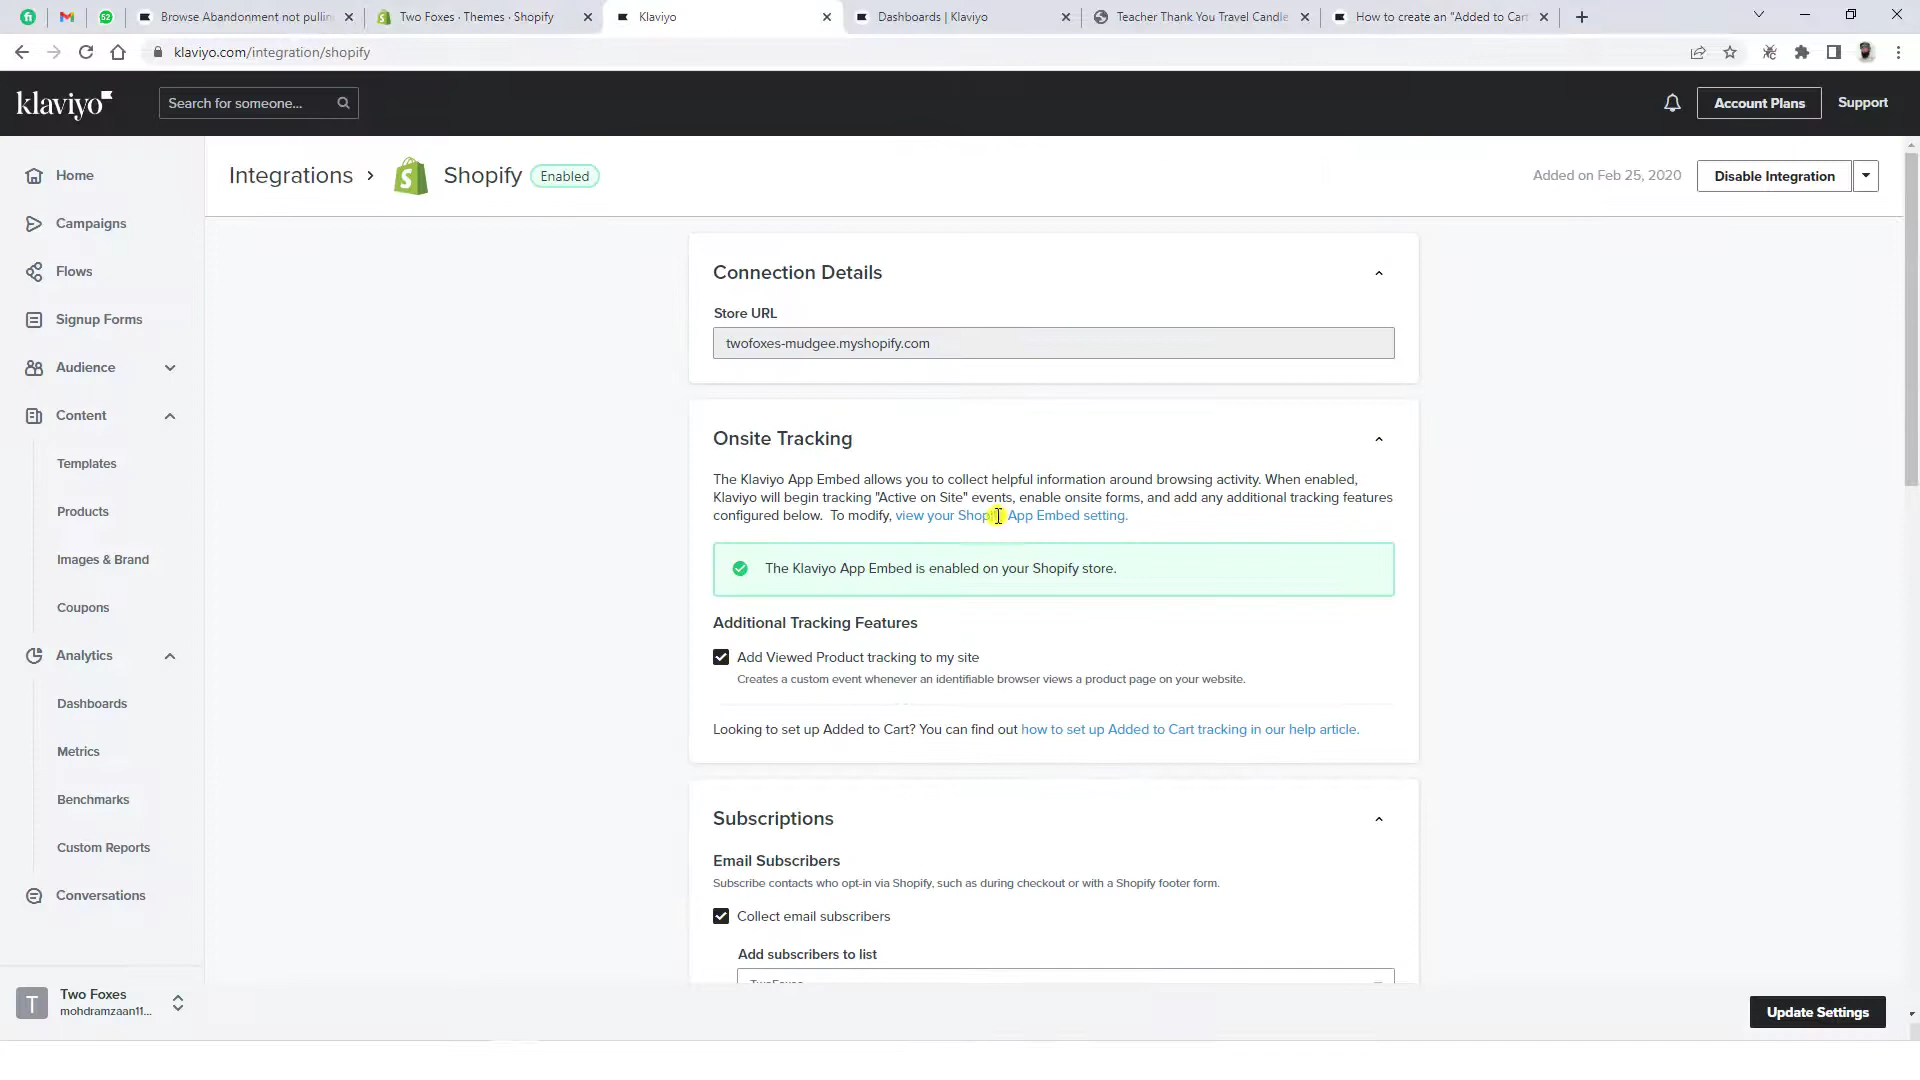 Browse Abandonment not pullin
Two Foxes · Themes · Shopify
Klaviyo
Dashboards | Klaviyo
Teacher Thank You Travel Candle
How to create an "Added to Cart
klaviyo.com/integration/shopify
klaviyo
Search for someone...
Account Plans
Support
Home
Campaigns
Flows
Signup Forms
Audience
Content
Templates
Products
Images & Brand
Coupons
Analytics
Dashboards
Metrics
Benchmarks
Custom Reports
Conversations
T
Two Foxes
mohdramzaan11...
Integrations
Shopify
Enabled
Added on Feb 25, 2020
Disable Integration
Connection Details
Store URL
twofoxes-mudgee.myshopify.com
Onsite Tracking
The Klaviyo App Embed allows you to collect helpful information around browsing activity. When enabled,
Klaviyo will begin tracking "Active on Site" events, enable onsite forms, and add any additional tracking features
configured below. To modify, view your Shopify App Embed setting.
The Klaviyo App Embed is enabled on your Shopify store.
Additional Tracking Features
Add Viewed Product tracking to my site
Creates a custom event whenever an identifiable browser views a product page on your website.
Looking to set up Added to Cart? You can find out how to set up Added to Cart tracking in our help article.
Subscriptions
Email Subscribers
Subscribe contacts who opt-in via Shopify, such as during checkout or with a Shopify footer form.
Collect email subscribers
Add subscribers to list
TwoFoxes
Update Settings